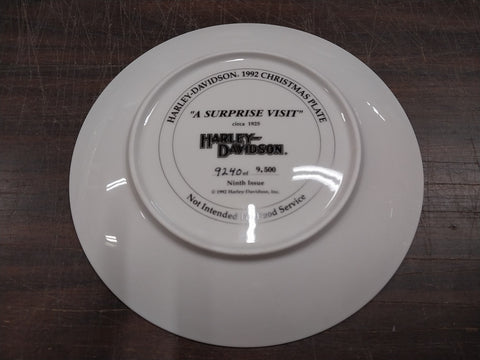 HARLEY-DAVIDSON. 1992 CHRISTMAS PLATE
"A SURPRISE VISIT"
circa 1925
HARLEY-DAVIDSON.
9240 of 9,500
Ninth Issue
© 1992 Harley-Davidson, Inc.
Not Intended For Food Service